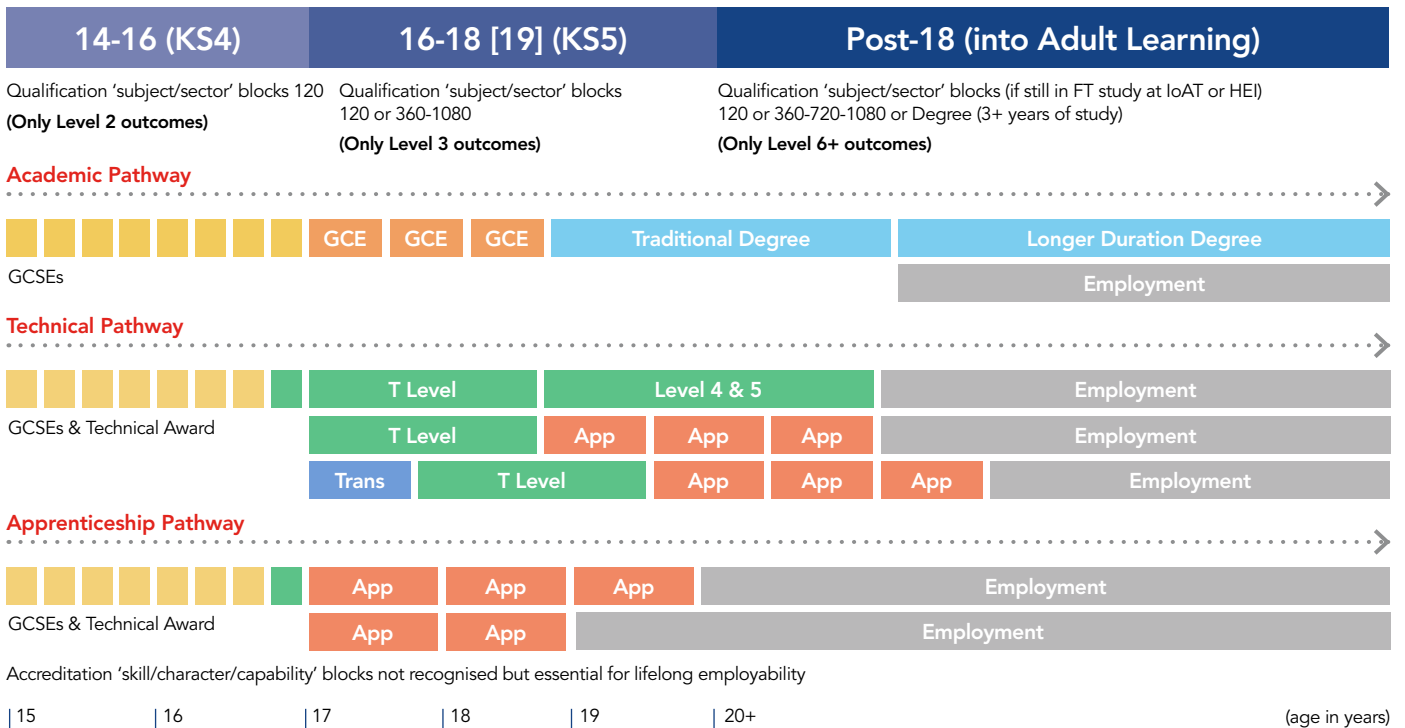 14-16 (KS4)
16-18 [19] (KS5)
Post-18 (into Adult Learning)
Qualification ‘subject/sector’ blocks 120
(Only Level 2 outcomes)
Qualification ‘subject/sector’ blocks
120 or 360-1080
(Only Level 3 outcomes)
Qualification ‘subject/sector’ blocks (if still in FT study at IoAT or HEI)
120 or 360-720-1080 or Degree (3+ years of study)
(Only Level 6+ outcomes)
Academic Pathway
GCE GCE GCE Traditional Degree Longer Duration Degree
GCSEs
Employment
Technical Pathway
T Level Level 4 & 5 Employment
GCSEs & Technical Award
T Level App App App Employment
Trans T Level App App App Employment
Apprenticeship Pathway
App App App Employment
GCSEs & Technical Award
App App Employment
Accreditation ‘skill/character/capability’ blocks not recognised but essential for lifelong employability
15 16 17 18 19 20+ (age in years)